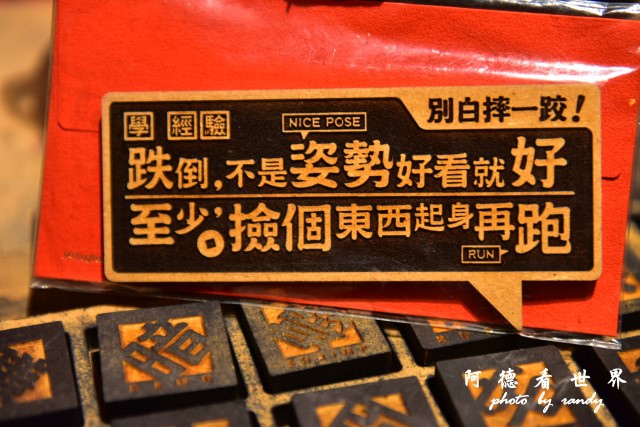 學經驗
NICE POSE
別白摔一跤!
跌倒,不是姿勢好看就好
至少,撿個東西起身再跑
RUN
阿德看世界
photo by randy